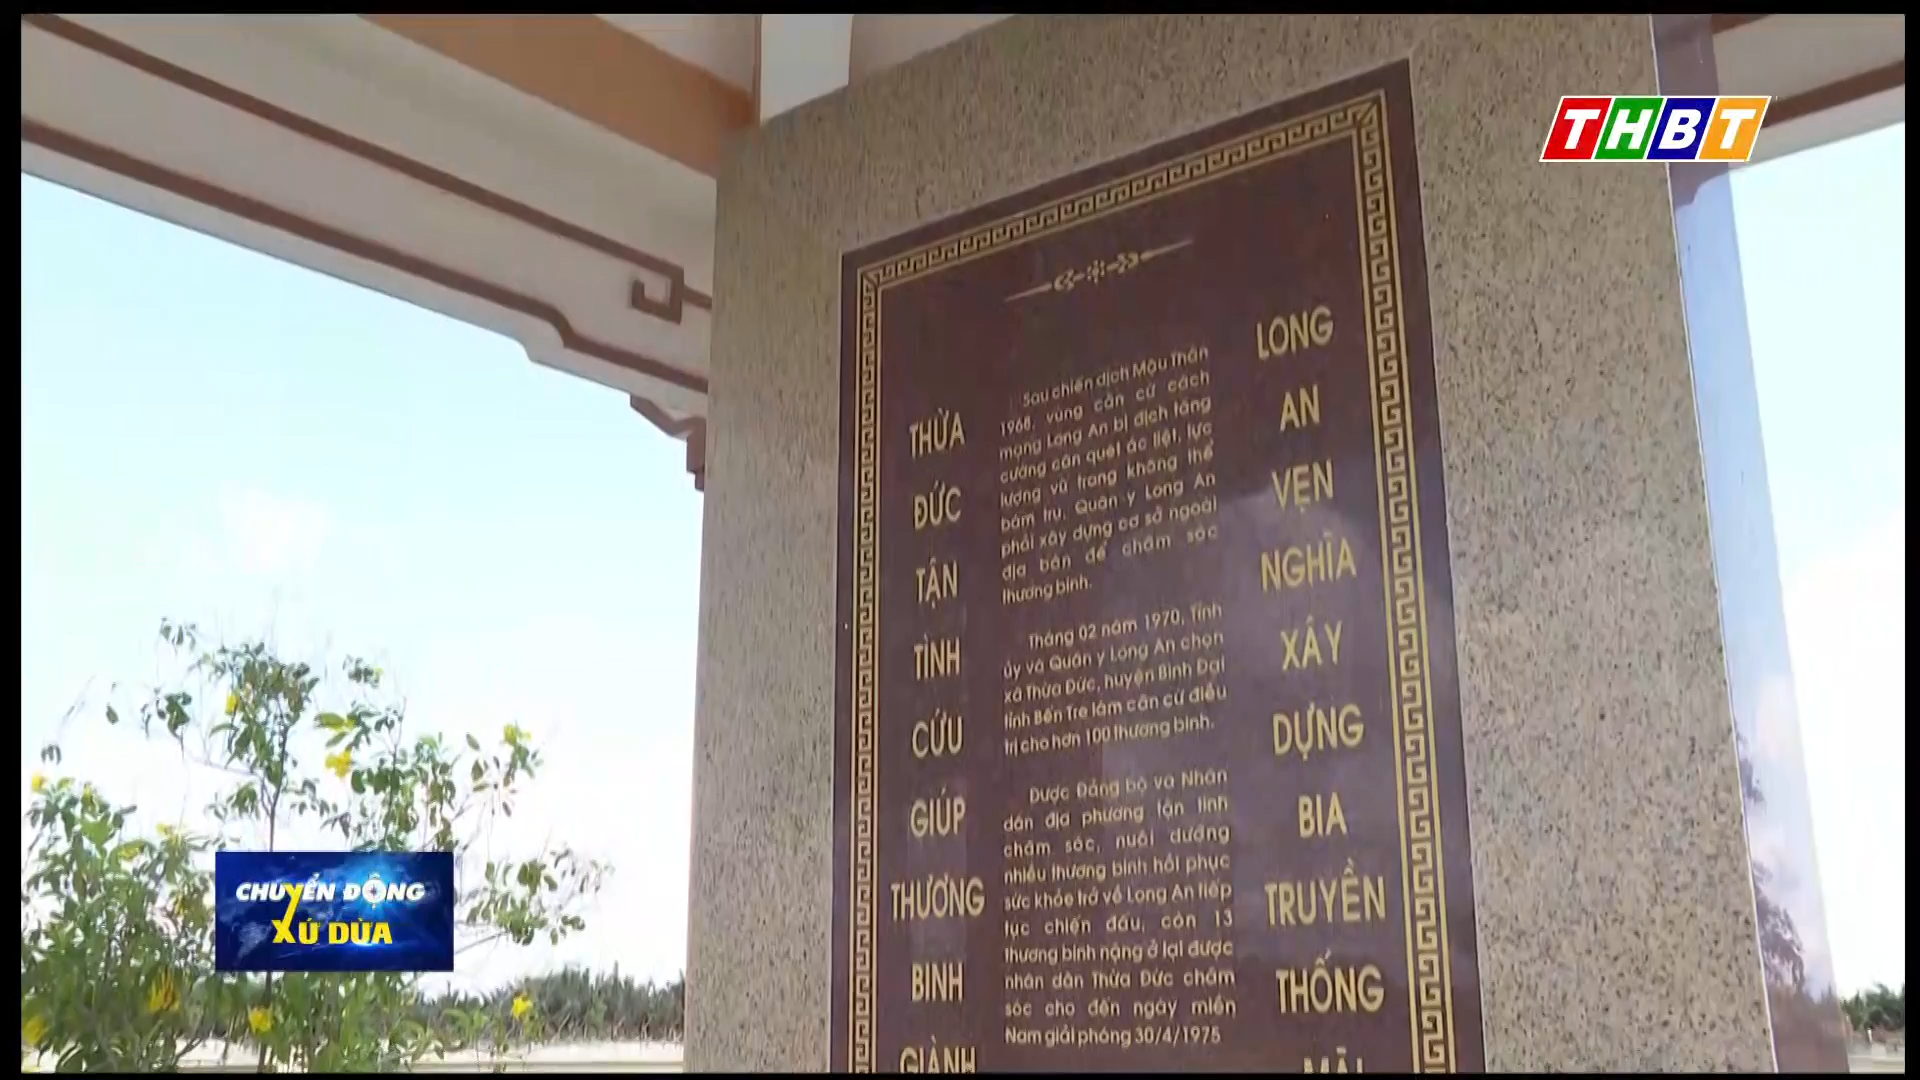 THBT
LONG
AN
VẸN
NGHĨA
XÂY
DỰNG
BIA
TRUYỀN
THỐNG
MÃI
Sau chiến dịch Mậu Thân
1968, vùng căn cứ cách
mạng Long An bị địch tăng
cường càn quét ác liệt, lực
lượng vũ trang không thể
bám trụ. Quân y Long An
phải xây dựng cơ sở ngoài
địa bàn để chăm sóc
thương binh.
Tháng 02 năm 1970, Tỉnh
ủy và Quân y Long An chọn
xã Thừa Đức, huyện Bình Đại
tỉnh Bến Tre làm căn cứ điều
trị cho hơn 100 thương binh.
Được Đảng bộ và Nhân
dân địa phương tận tình
chăm sóc, nuôi dưỡng
nhiều thương binh hồi phục
sức khỏe trở về Long An tiếp
tục chiến đấu, còn 13
thương binh nặng ở lại được
nhân dân Thừa Đức chăm
sóc cho đến ngày miền
Nam giải phóng 30/4/1975
THỪA
ĐỨC
TẬN
TÌNH
CỨU
GIÚP
THƯƠNG
BINH
GIÀNH
CHUYỂN ĐỘNG
XỨ DỪA